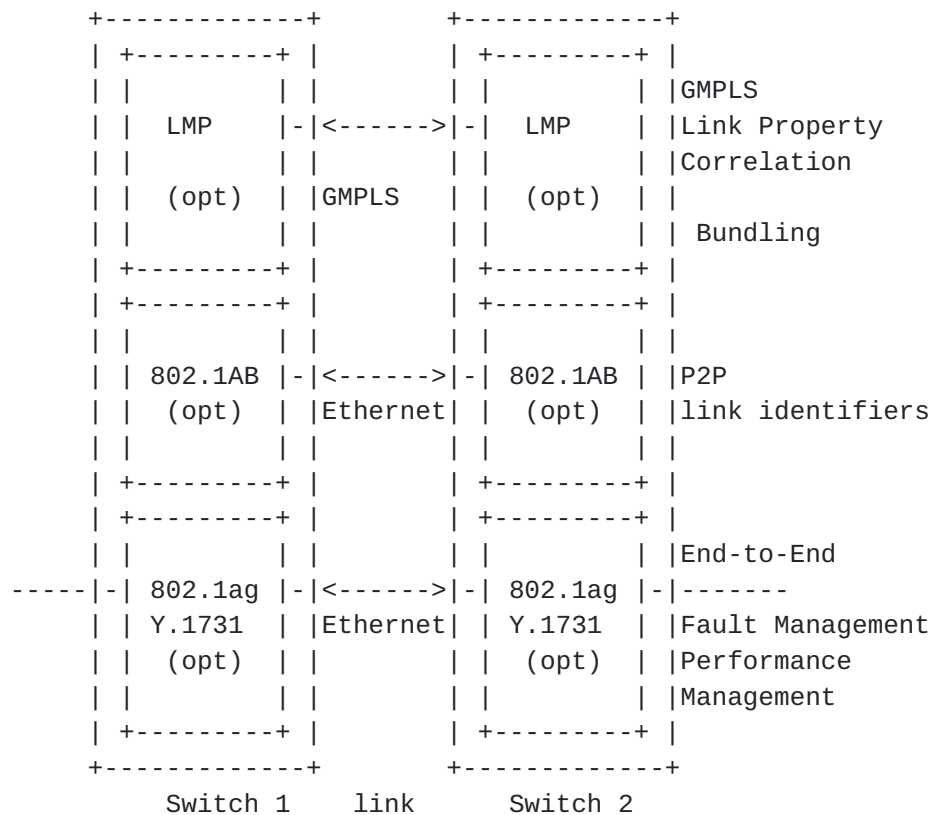 +-------------+        +-------------+
     | +---------+ |        | +---------+ |
     | |         | |        | |         | |GMPLS
     | |  LMP    |-|<------>|-|  LMP    | |Link Property
     | |         | |        | |         | |Correlation
     | |  (opt)  | |GMPLS   | |  (opt)  | |
     | |         | |        | |         | | Bundling
     | +---------+ |        | +---------+ |
     | +---------+ |        | +---------+ |
     | |         | |        | |         | |
     | | 802.1AB |-|<------>|-| 802.1AB | |P2P
     | |  (opt)  | |Ethernet| |  (opt)  | |link identifiers
     | |         | |        | |         | |
     | +---------+ |        | +---------+ |
     | +---------+ |        | +---------+ |
     | |         | |        | |         | |End-to-End
-----|-| 802.1ag |-|<------>|-| 802.1ag |-|-------
     | | Y.1731  | |Ethernet| | Y.1731  | |Fault Management
     | |  (opt)  | |        | |  (opt)  | |Performance
     | |         | |        | |         | |Management
     | +---------+ |        | +---------+ |
     +-------------+        +-------------+
          Switch 1    link      Switch 2